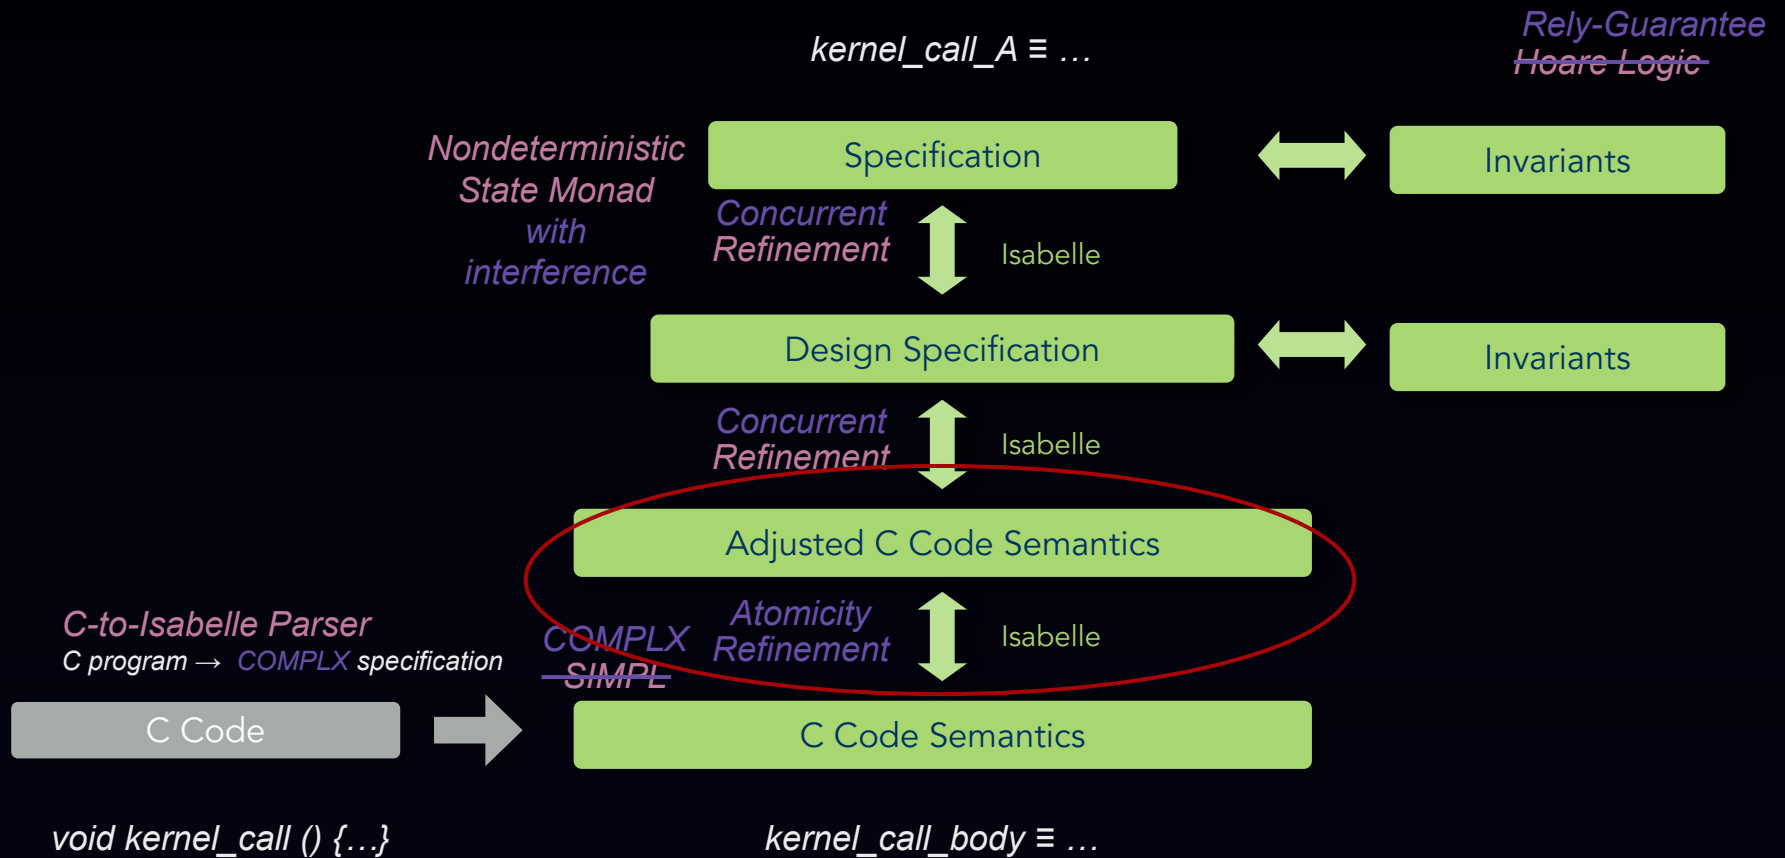 Rely-Guarantee
Hoare Logic
kernel_call_A ≡ …
Nondeterministic
State Monad
with
interference
Specification
Invariants
Concurrent
Refinement
Isabelle
Design Specification
Invariants
Concurrent
Refinement
Isabelle
Adjusted C Code Semantics
C-to-Isabelle Parser
C program → COMPLX specification
COMPLX
SIMPL
Atomicity
Refinement
Isabelle
C Code
C Code Semantics
void kernel_call () {…}
kernel_call_body ≡ …